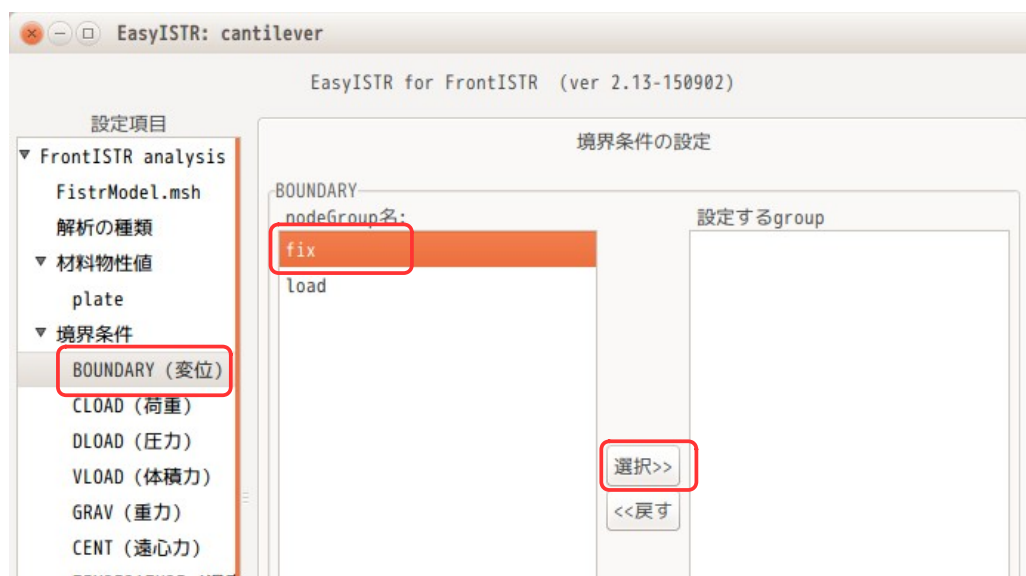 EasyISTR: cantilever
EasyISTR for FrontISTR (ver 2.13-150902)
設定項目
FrontISTR analysis
FistrModel.msh
解析の種類
材料物性値
plate
境界条件
BOUNDARY (変位)
CLOAD (荷重)
DLOAD (圧力)
VLOAD (体積力)
GRAV (重力)
CENT (遠心力)
境界条件の設定
BOUNDARY
nodeGroup名:
fix
load
選択>>
<<戻す
設定するgroup